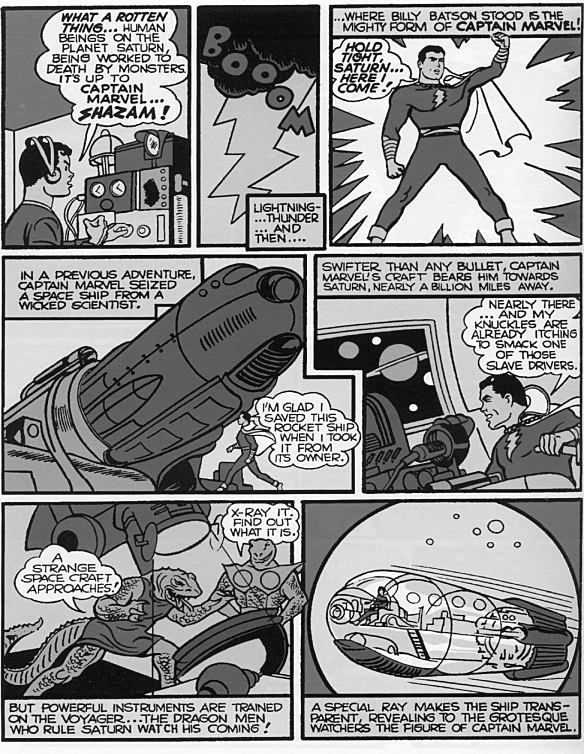 WHAT A ROTTEN
THING... HUMAN
BEINGS ON THE
PLANET SATURN,
BEING WORKED TO
DEATH BY MONSTERS.
IT'S UP TO
CAPTAIN
MARVEL...
SHAZAM!
BOOOM
LIGHTNING-
...THUNDER
... AND
THEN....
...WHERE BILLY BATSON STOOD IS THE
MIGHTY FORM OF CAPTAIN MARVEL!
HOLD
TIGHT,
SATURN...
HERE I
COME!
IN A PREVIOUS ADVENTURE,
CAPTAIN MARVEL SEIZED
A SPACE SHIP FROM A
WICKED SCIENTIST.
I'M GLAD I
SAVED THIS
ROCKET SHIP
WHEN I TOOK
IT FROM
ITS OWNER.
SWIFTER THAN ANY BULLET, CAPTAIN
MARVEL'S CRAFT BEARS HIM TOWARDS
SATURN, NEARLY A BILLION MILES AWAY.
NEARLY THERE
... AND MY
KNUCKLES ARE
ALREADY ITCHING
TO SMACK ONE
OF THOSE
SLAVE DRIVERS.
A
STRANGE
SPACE CRAFT
APPROACHES!
X-RAY IT.
FIND OUT
WHAT IT IS.
BUT POWERFUL INSTRUMENTS ARE TRAINED
ON THE VOYAGER...THE DRAGON MEN
WHO RULE SATURN WATCH HIS COMING!
A SPECIAL RAY MAKES THE SHIP TRANS-
PARENT, REVEALING TO THE GROTESQUE
WATCHERS THE FIGURE OF CAPTAIN MARVEL.